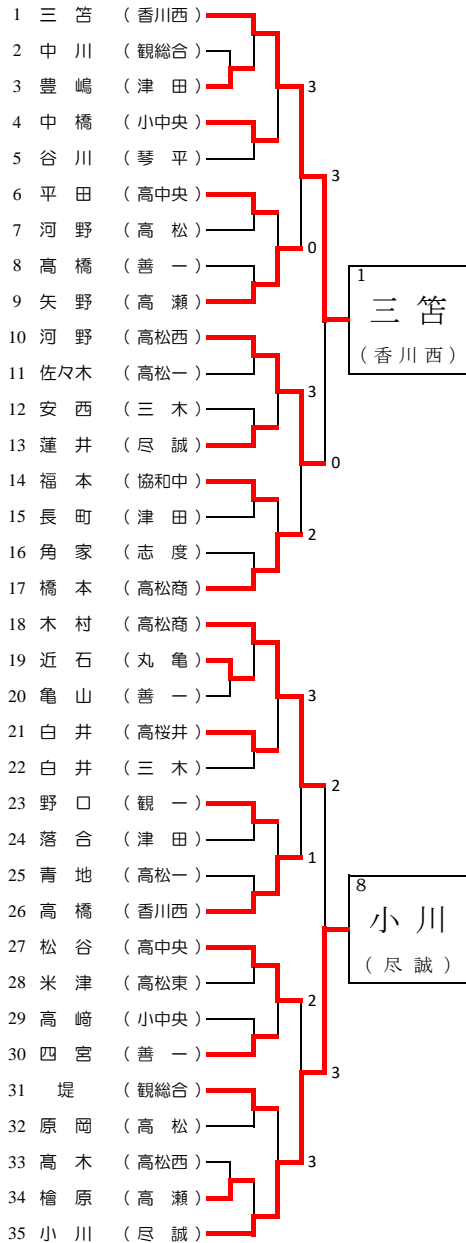 1 三 笘 (香川西)
2 中 川 (観総合)
3 豊 嶋 (津 田)
3
4 中 橋 (小中央)
5 谷 川 (琴 平)
3
6 平 田 (高中央)
7 河 野 (高 松)
0
8 髙 橋 (善 一)
1
9 矢 野 (高 瀬)
三 笘
10 河 野 (高松西)
(香川西)
11 佐々木 (高松一)
3
12 安 西 (三 木)
13 蓮 井 (尽 誠)
0
14 福 本 (協和中)
15 長 町 (津 田)
2
16 角 家 (志 度)
17 橋 本 (高松商)
18 木 村 (高松商)
19 近 石 (丸 亀)
20 亀 山 (善 一)
3
21 白 井 (高桜井)
22 白 井 (三 木)
2
23 野 口 (観 一)
24 落 合 (津 田)
1
25 青 地 (高松一)
8
26 高 橋 (香川西)
小 川
27 松 谷 (高中央)
(尽 誠)
28 米 津 (高松東)
2
29 高 﨑 (小中央)
30 四 宮 (善 一)
3
31 堤 (観総合)
32 原 岡 (高 松)
3
33 髙 木 (高松西)
34 檜 原 (高 瀬)
35 小 川 (尽 誠)